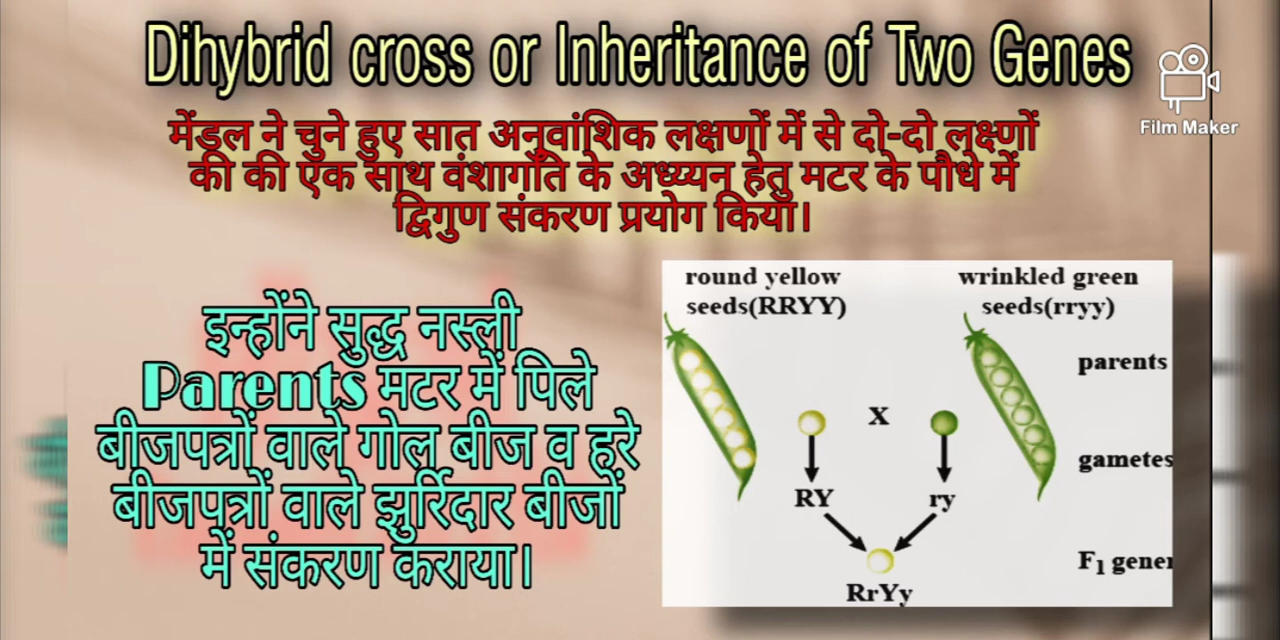 Dihybrid cross or Inheritance of Two Genes
Film Maker
मेंडल ने चुने हुए सात अनुवांशिक लक्षणों में से दो-दो लक्ष्णों
की की एक साथ वंशागति के अध्य्यन हेतु मटर के पौधे में
द्विगुण संकरण प्रयोग किया।
इन्होंने सुद्ध नस्ली
Parents मटर में पिले
बीजपत्रों वाले गोल बीज व हरे
बीजपत्रों वाले झुर्रिदार बीजों
में संकरण कराया।
round yellow
seeds(RRYY)
wrinkled green
seeds(rryy)
parents
X
gametes
RY
ry
F₁ gener
RrYy